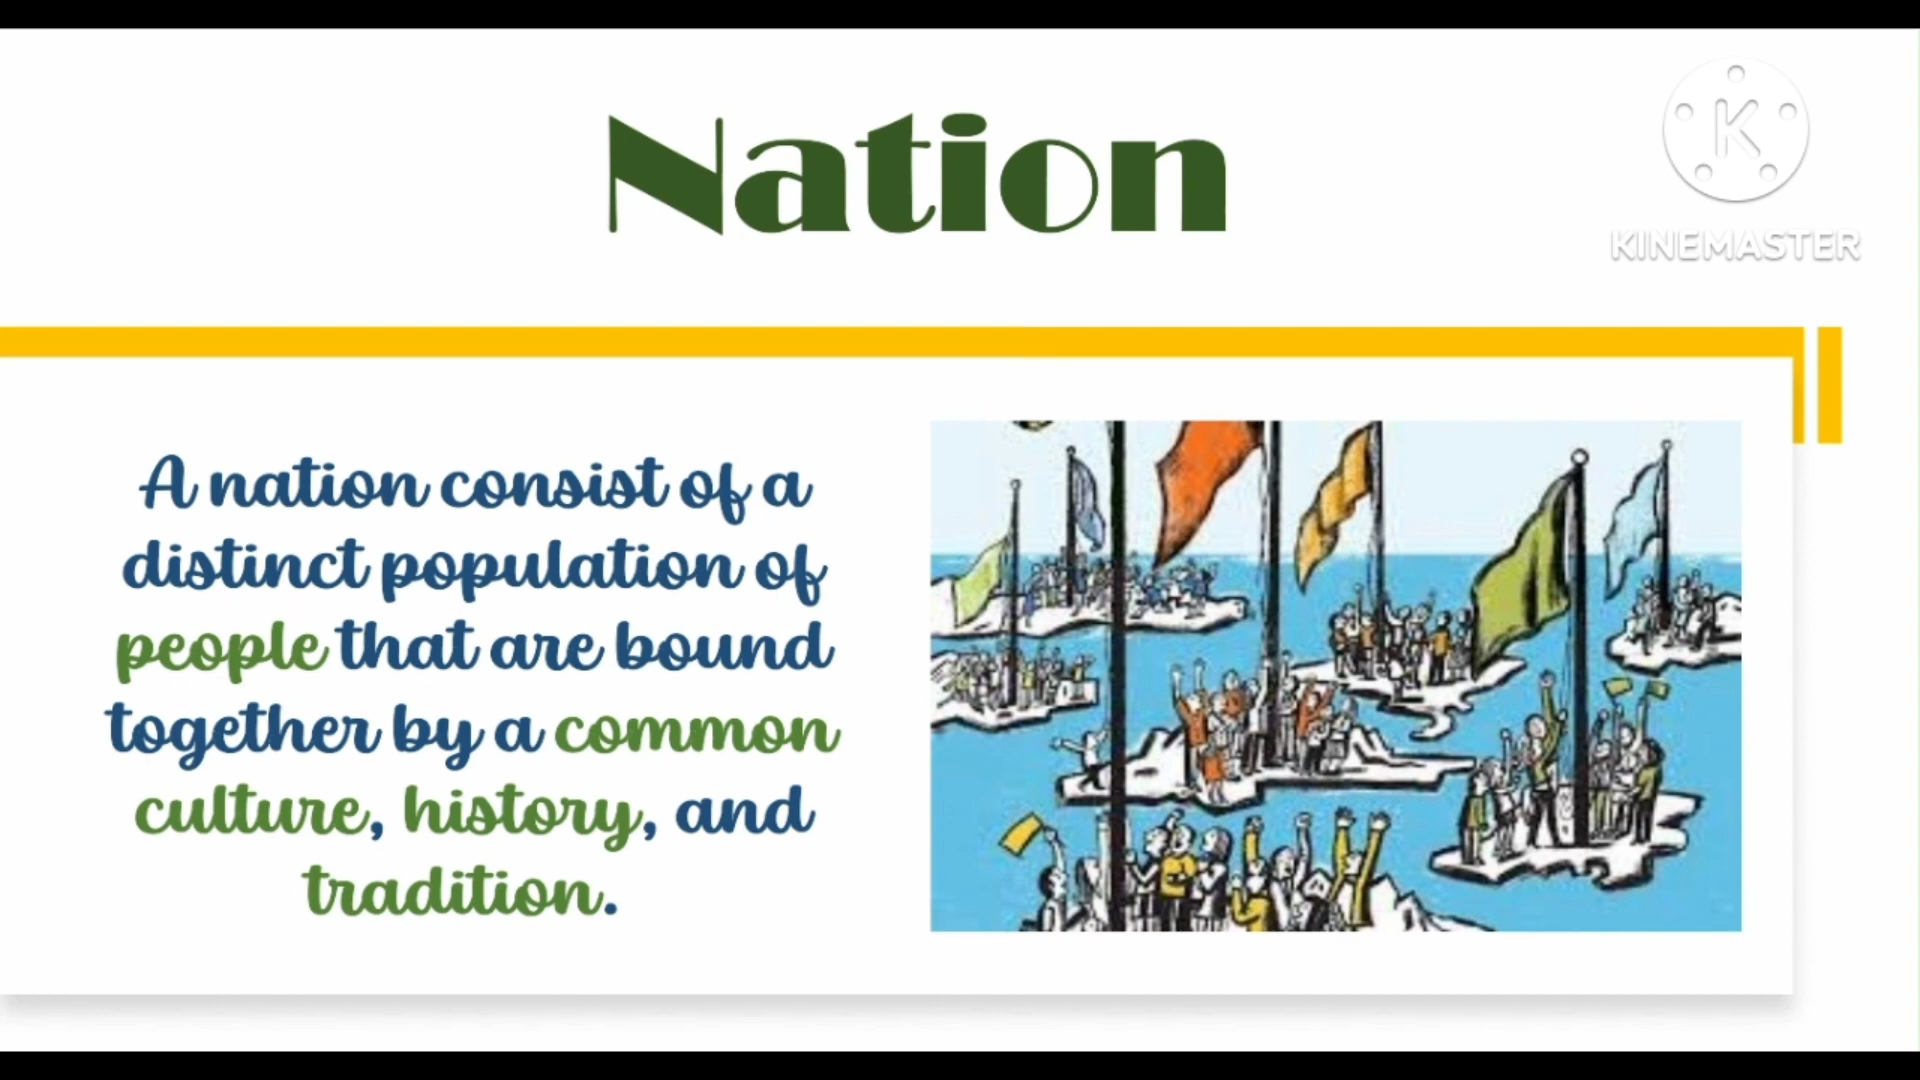 Nation
K
KINEMASTER
A nation consist of a
distinct population of
people that are bound
together by a common
culture, history, and
tradition.